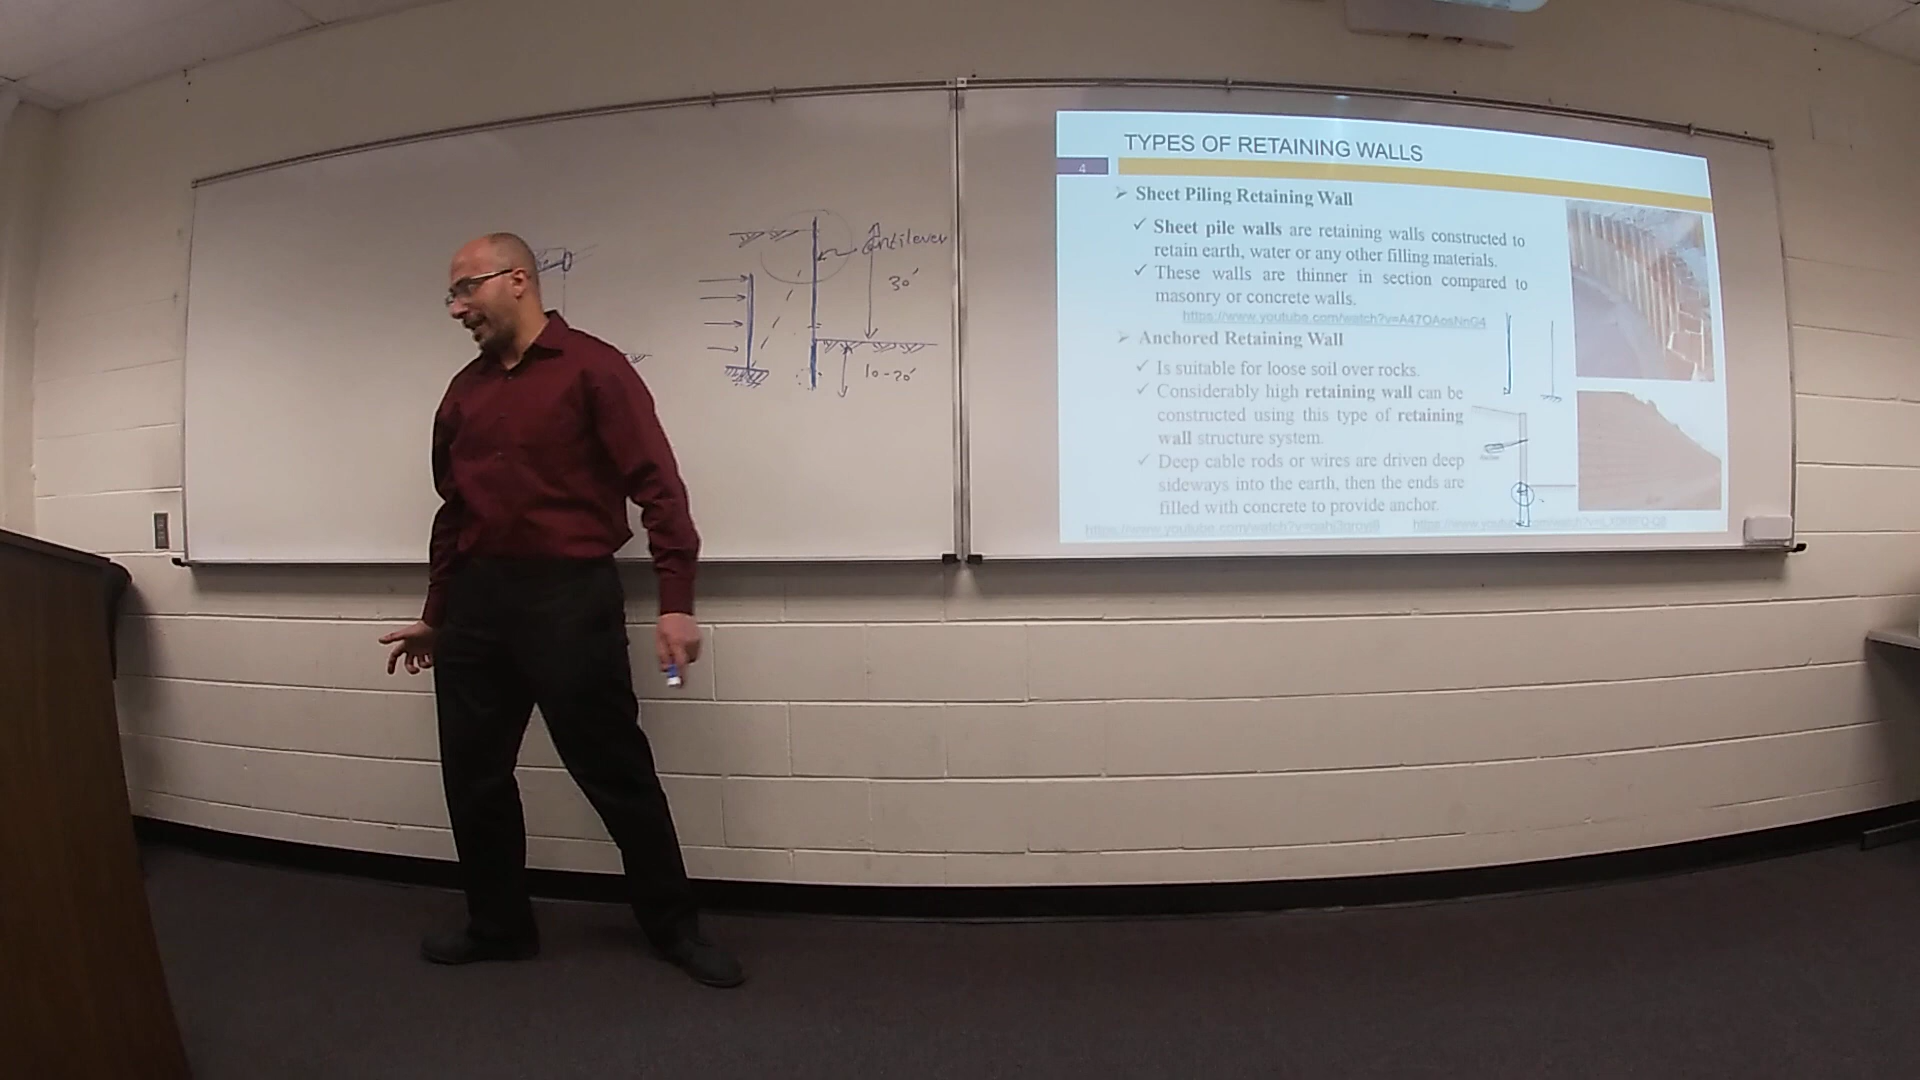 cantilever
30'
10-20'
TYPES OF RETAINING WALLS
4
➢ Sheet Piling Retaining Wall
✓ Sheet pile walls are retaining walls constructed to
retain earth, water or any other filling materials.
✓ These walls are thinner in section compared to
masonry or concrete walls.
➢ Anchored Retaining Wall
✓ Is suitable for loose soil over rocks.
✓ Considerably high retaining wall can be
constructed using this type of retaining
wall structure system.
✓ Deep cable rods or wires are driven deep
sideways into the earth, then the ends are
filled with concrete to provide anchor.